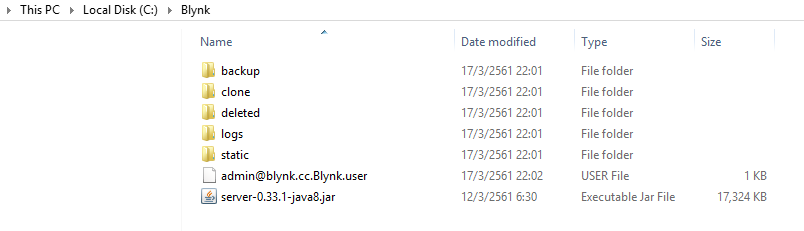 This PC Local Disk (C:) Blynk
Name Date modified Type Size
backup 17/3/2561 22:01 File folder
clone 17/3/2561 22:01 File folder
deleted 17/3/2561 22:01 File folder
logs 17/3/2561 22:01 File folder
static 17/3/2561 22:01 File folder
admin@blynk.cc.Blynk.user 17/3/2561 22:02 USER File 1 KB
server-0.33.1-java8.jar 12/3/2561 6:30 Executable Jar File 17,324 KB